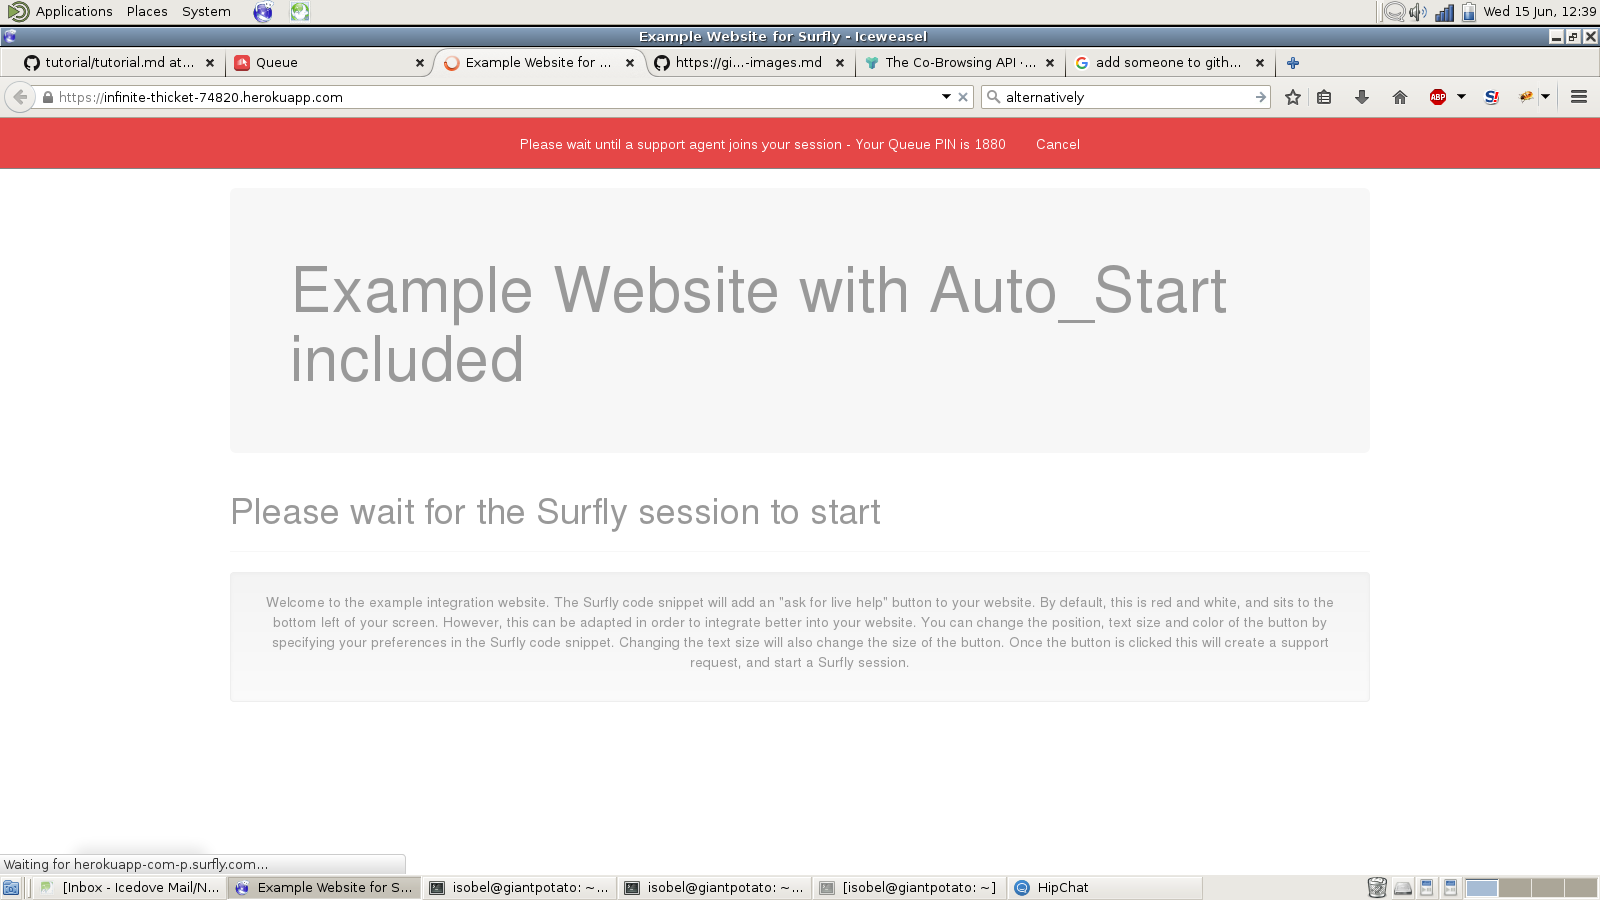 Applications Places System Wed 15 Jun, 12:39
Example Website for Surfly - Iceweasel
tutorial/tutorial.md at... Queue Example Website for ... https://gi...-images.md The Co-Browsing API ·... add someone to gith...
https://infinite-thicket-74820.herokuapp.com alternatively ABP S!
Please wait until a support agent joins your session - Your Queue PIN is 1880 Cancel
Example Website with Auto_Start
included
Please wait for the Surfly session to start
Welcome to the example integration website. The Surfly code snippet will add an "ask for live help" button to your website. By default, this is red and white, and sits to the
bottom left of your screen. However, this can be adapted in order to integrate better into your website. You can change the position, text size and color of the button by
specifying your preferences in the Surfly code snippet. Changing the text size will also change the size of the button. Once the button is clicked this will create a support
request, and start a Surfly session.
Waiting for herokuapp-com-p.surfly.com...
[Inbox - Icedove Mail/N... Example Website for S... isobel@giantpotato: ~... isobel@giantpotato: ~... [isobel@giantpotato: ~] HipChat